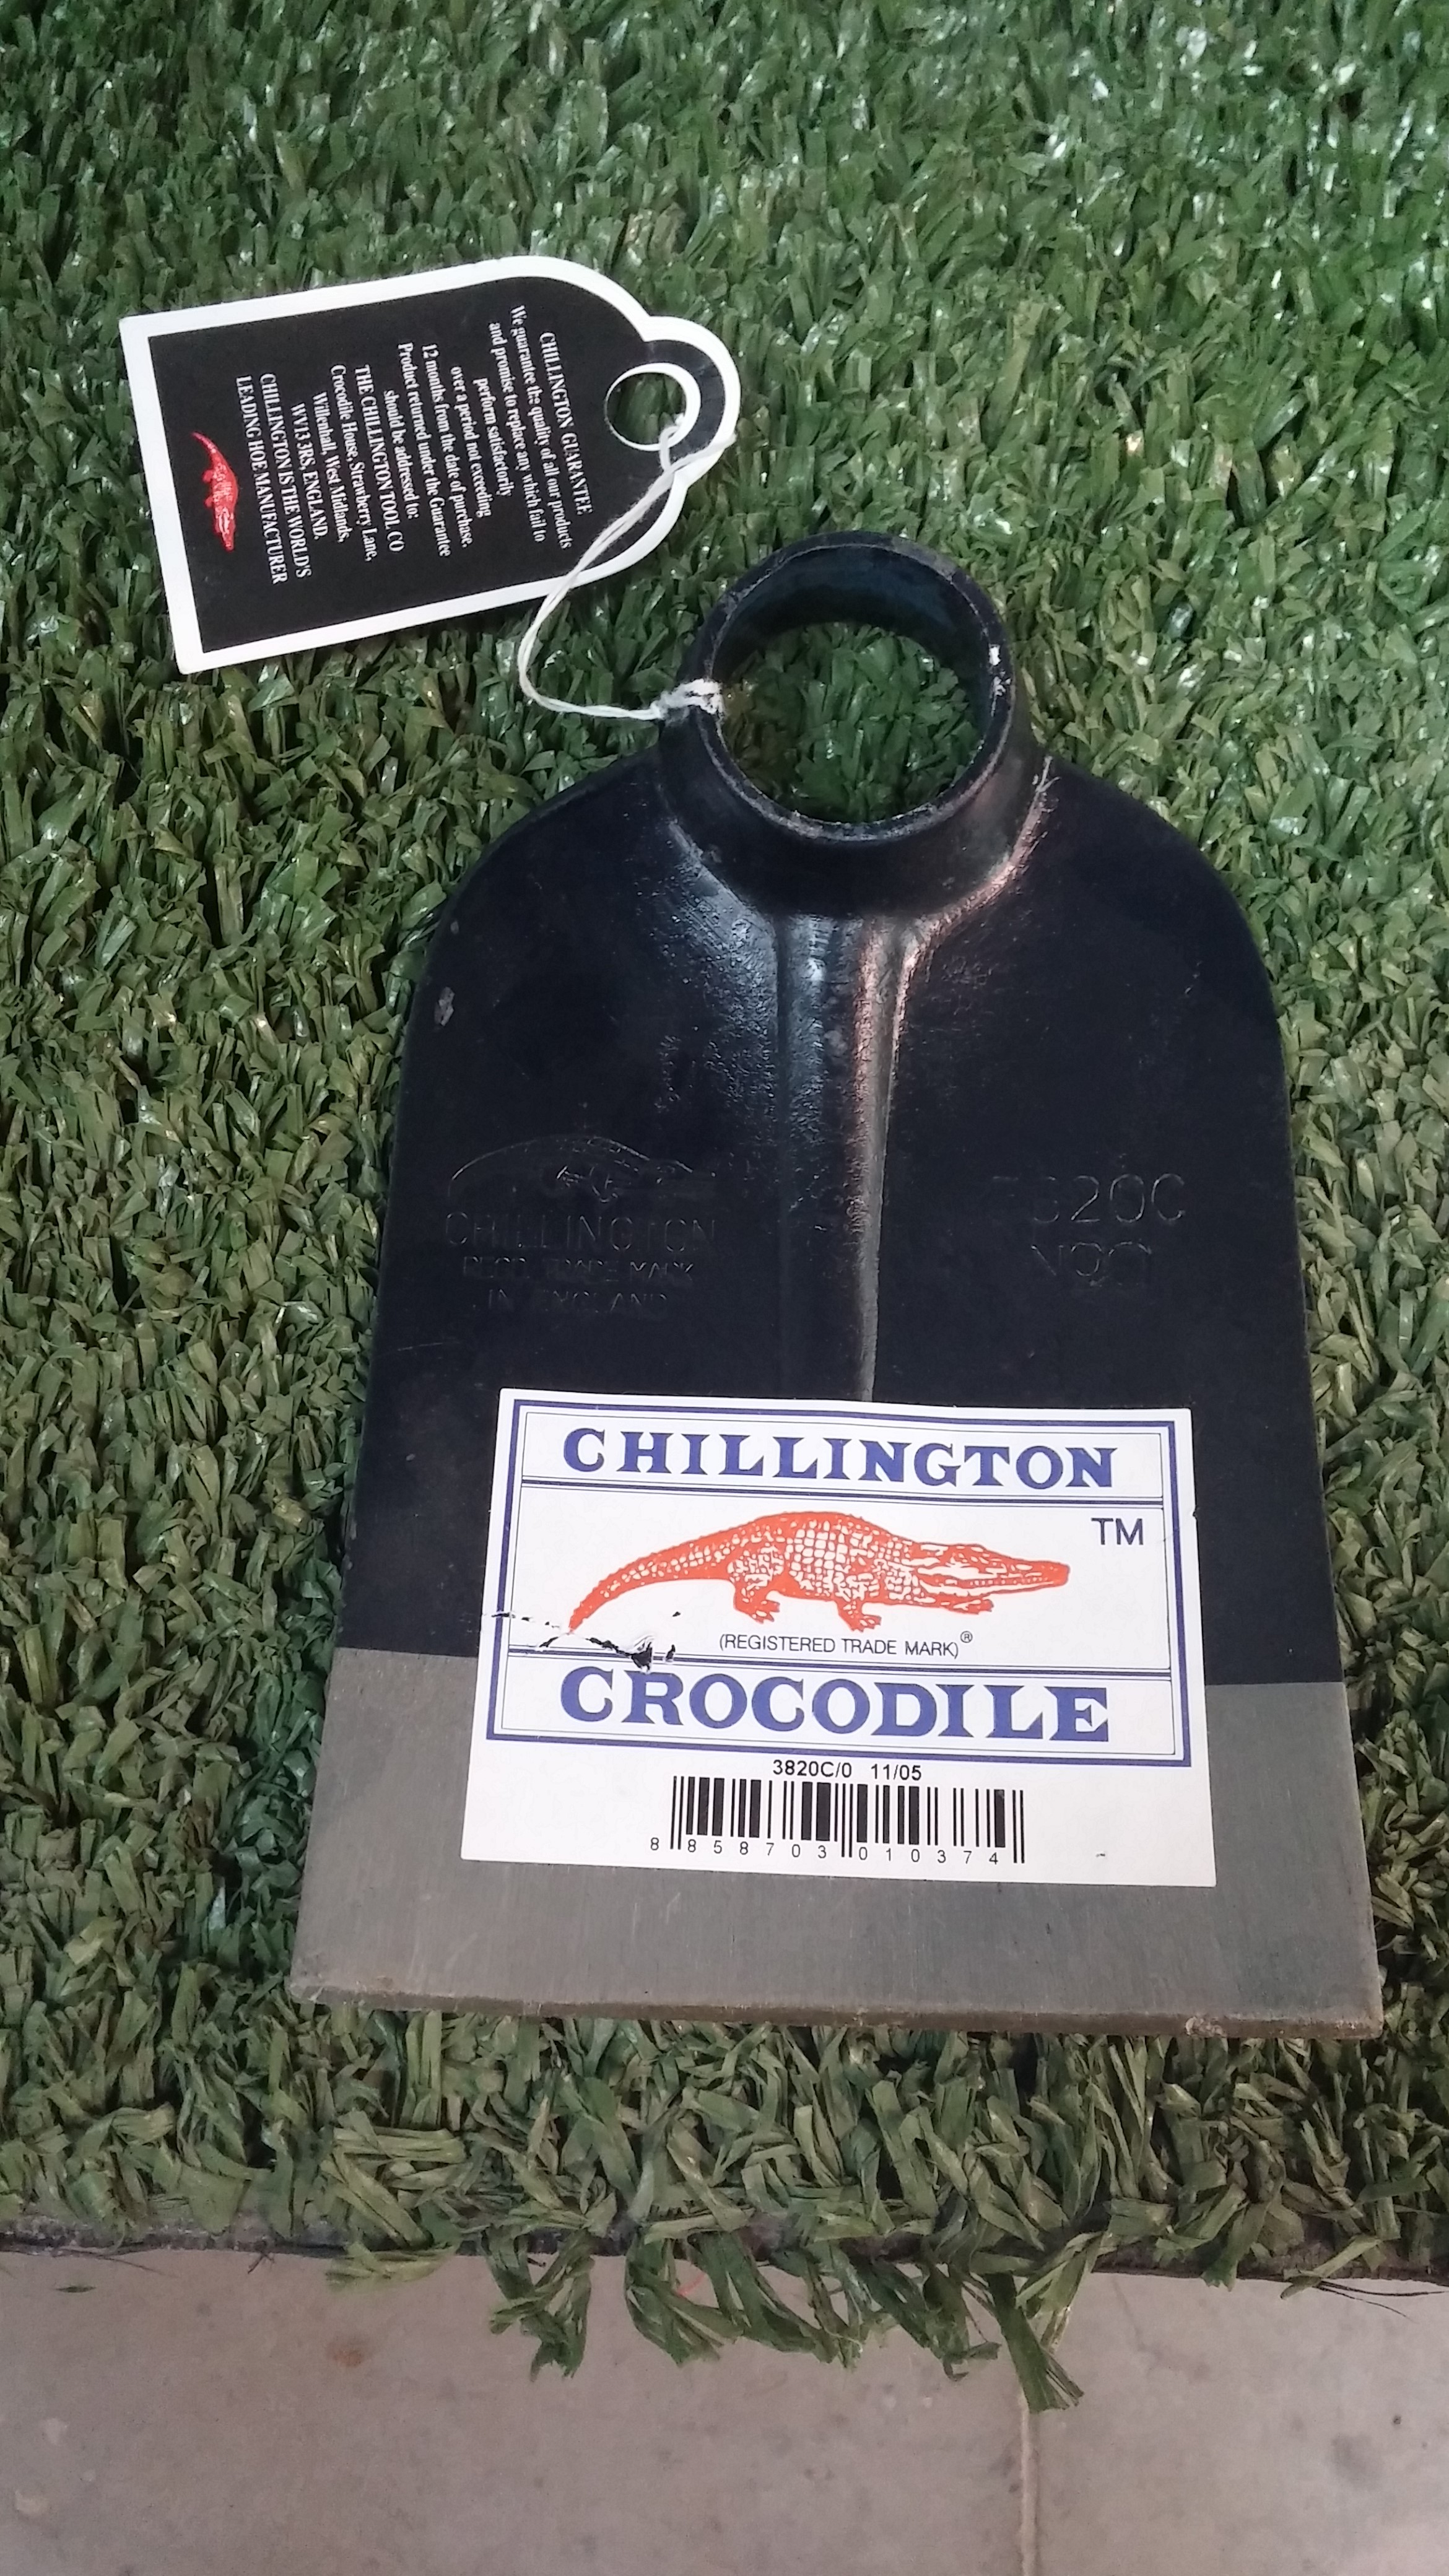 CHILLINGTON GUARANTEE
We guarantee the quality of all our products
and promise to replace any which fail to
perform satisfactorily
over a period not exceeding
12 months from the date of purchase.
Product returned under the Guarantee
should be addressed to:
THE CHILLINGTON TOOL CO
Crocodile House, Strawberry Lane,
Willenhall, West Midlands,
WV13 3RS, ENGLAND.
CHILLINGTON IS THE WORLD'S
LEADING HOE MANUFACTURER
CHILLINGTON
REGD. TRADE MARK
IN ENGLAND
820C
CHILLINGTON
TM
(REGISTERED TRADE MARK)®
CROCODILE
3820C/0 11/05
8 858703 010374